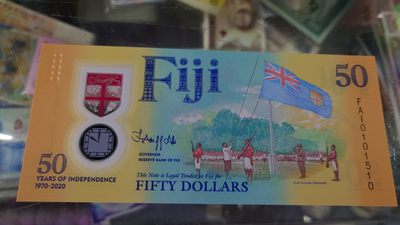 Fiji
50
FAI0101510
GOVERNOR
RESERVE BANK OF FIJI
50
YEARS OF INDEPENDENCE
1970-2020
This Note is Legal Tender in Fiji for
FIFTY DOLLARS